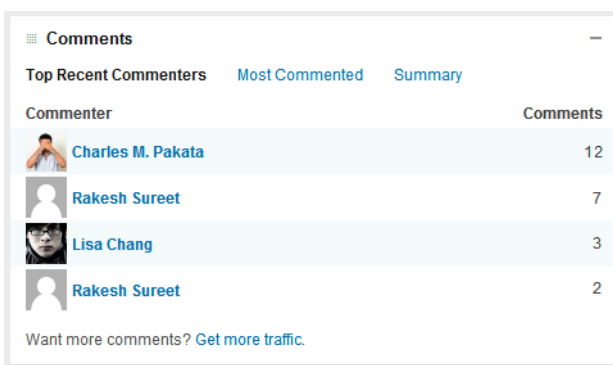 Comments
Top Recent Commenters Most Commented Summary
Commenter Comments
Charles M. Pakata 12
Rakesh Sureet 7
Lisa Chang 3
Rakesh Sureet 2
Want more comments? Get more traffic.